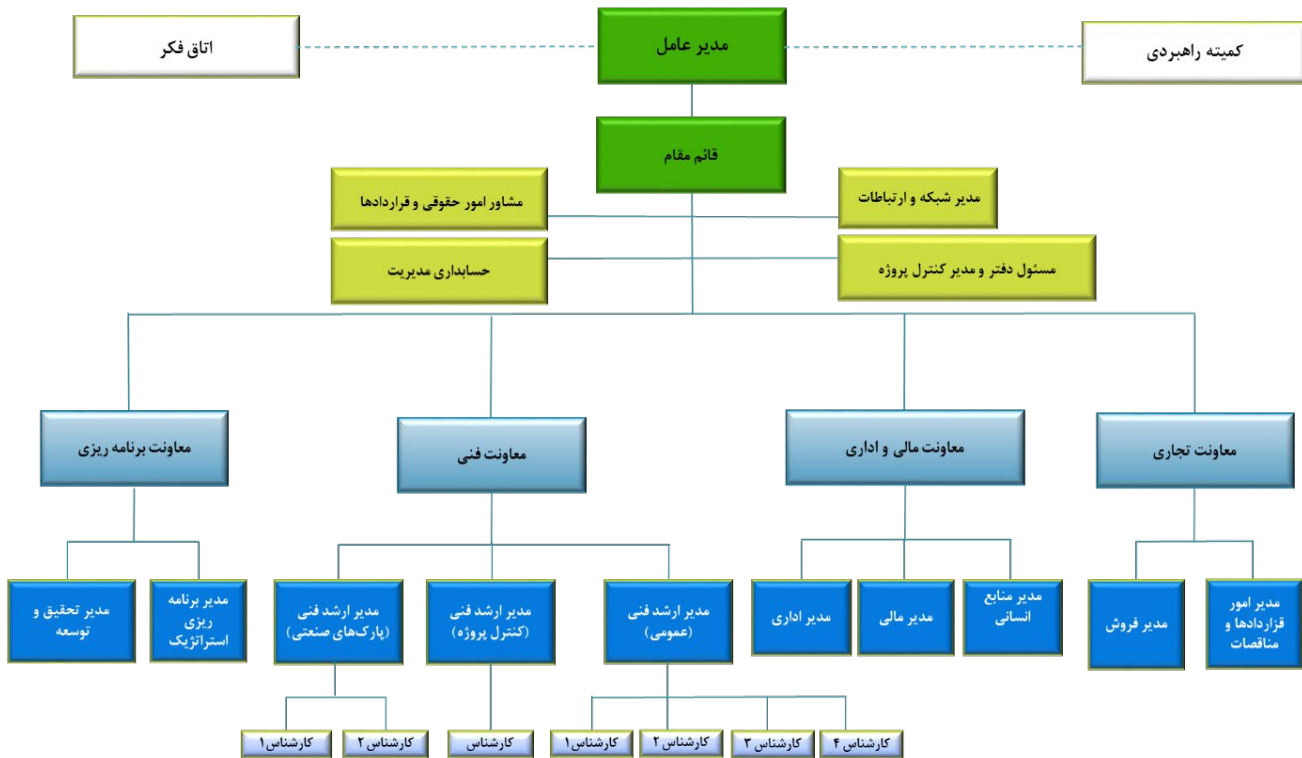 کمیته راهبردی
مدیر عامل
اتاق فکر
قائم مقام
مدیر شبکه و ارتباطات
مشاور امور حقوقی و قراردادها
مسئول دفتر و مدیر کنترل پروژه
حسابداری مدیریت
معاونت تجاری
معاونت مالی و اداری
معاونت فنی
معاونت برنامه ریزی
مدیر امور
قزاردادها و
مناقصات
مدیر فروش
مدیر منابع
انسانی
مدیر مالی
مدیر اداری
مدیر ارشد فنی
(عمومی)
مدیر ارشد فنی
(کنترل پروژه)
مدیر ارشد فنی
(پارک‌های صنعتی)
مدیر برنامه
ریزی
استراتژیک
مدیر تحقیق و
توسعه
کارشناس ۴
کارشناس ۳
کارشناس ۲
کارشناس ۱
کارشناس
کارشناس ۲
کارشناس ۱